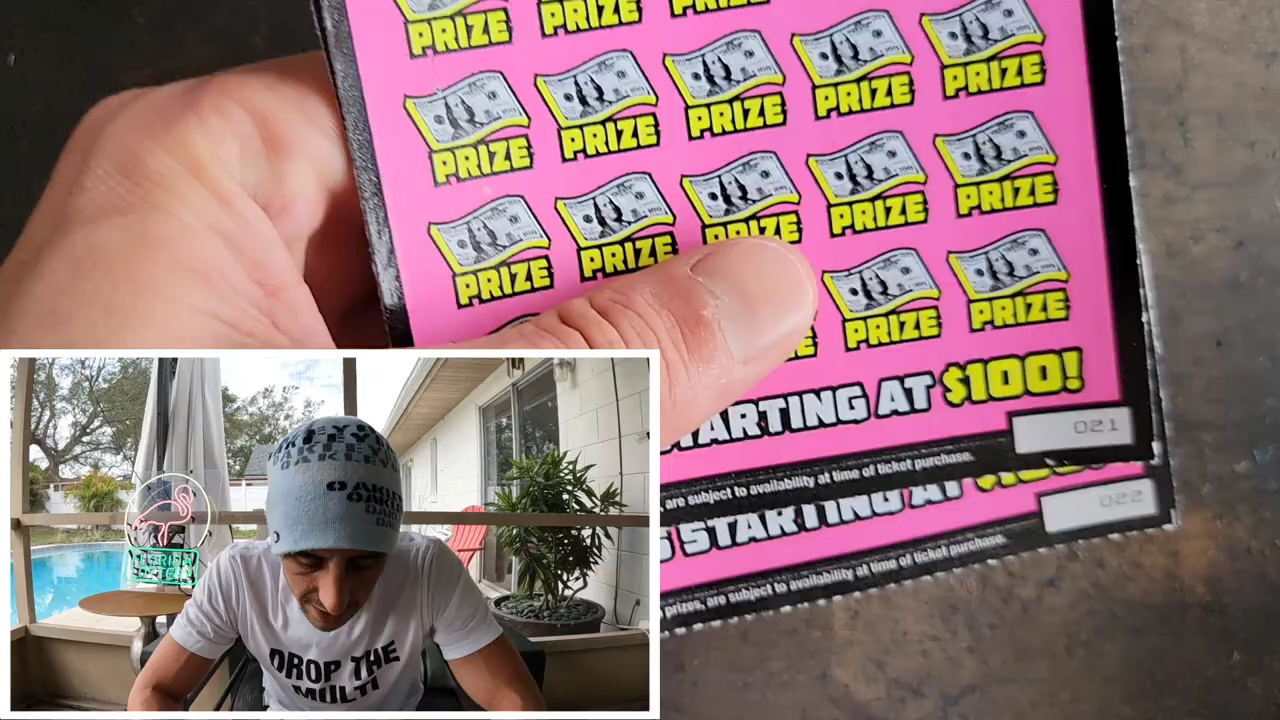 PRIZE PRIZE PRIZE
PRIZE PRIZE PRIZE PRIZE PRIZE
PRIZE PRIZE PRIZE PRIZE PRIZE
PRIZE PRIZE
STARTING AT $100!
021
are subject to availability at time of ticket purchase.
STARTING AT
022
prizes, are subject to availability at time of ticket purchase.
OAKLEY
DROP THE
MULTI
FLORIDA